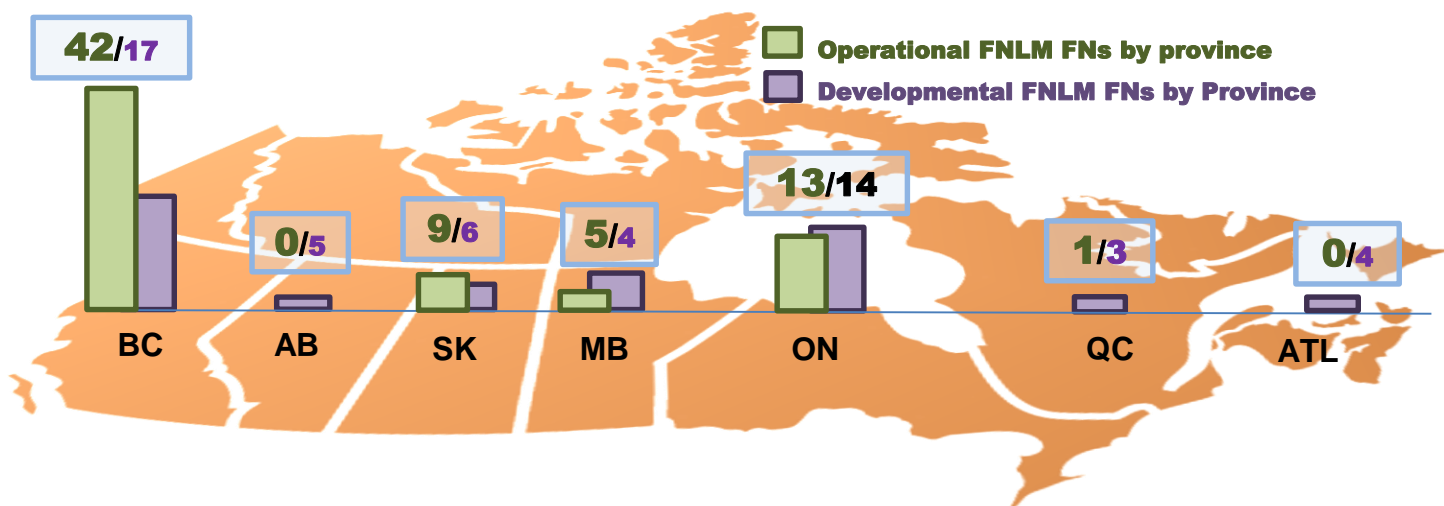 42/17
Operational FNLM FNs by province
Developmental FNLM FNs by Province
0/5
9/6
5/4
13/14
1/3
0/4
BC
AB
SK
MB
ON
QC
ATL